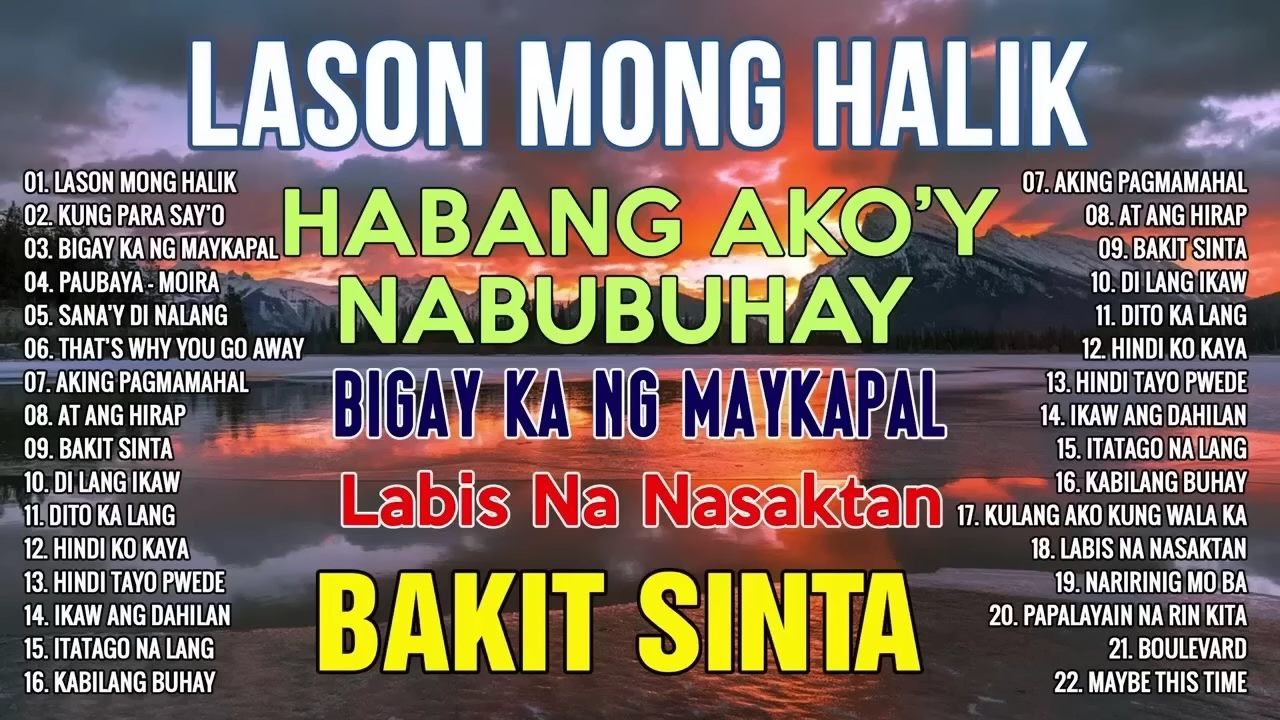 LASON MONG HALIK
01. LASON MONG HALIK
02. KUNG PARA SAY'O
03. BIGAY KA NG MAYKAPAL
04. PAUBAYA - MOIRA
05. SANA'Y DI NALANG
06. THAT'S WHY YOU GO AWAY
07. AKING PAGMAMAHAL
08. AT ANG HIRAP
09. BAKIT SINTA
10. DI LANG IKAW
11. DITO KA LANG
12. HINDI KO KAYA
13. HINDI TAYO PWEDE
14. IKAW ANG DAHILAN
15. ITATAGO NA LANG
16. KABILANG BUHAY
HABANG AKO'Y
NABUBUHAY
BIGAY KA NG MAYKAPAL
Labis Na Nasaktan
BAKIT SINTA
07. AKING PAGMAMAHAL
08. AT ANG HIRAP
09. BAKIT SINTA
10. DI LANG IKAW
11. DITO KA LANG
12. HINDI KO KAYA
13. HINDI TAYO PWEDE
14. IKAW ANG DAHILAN
15. ITATAGO NA LANG
16. KABILANG BUHAY
17. KULANG AKO KUNG WALA KA
18. LABIS NA NASAKTAN
19. NARIRINIG MO BA
20. PAPALAYAIN NA RIN KITA
21. BOULEVARD
22. MAYBE THIS TIME